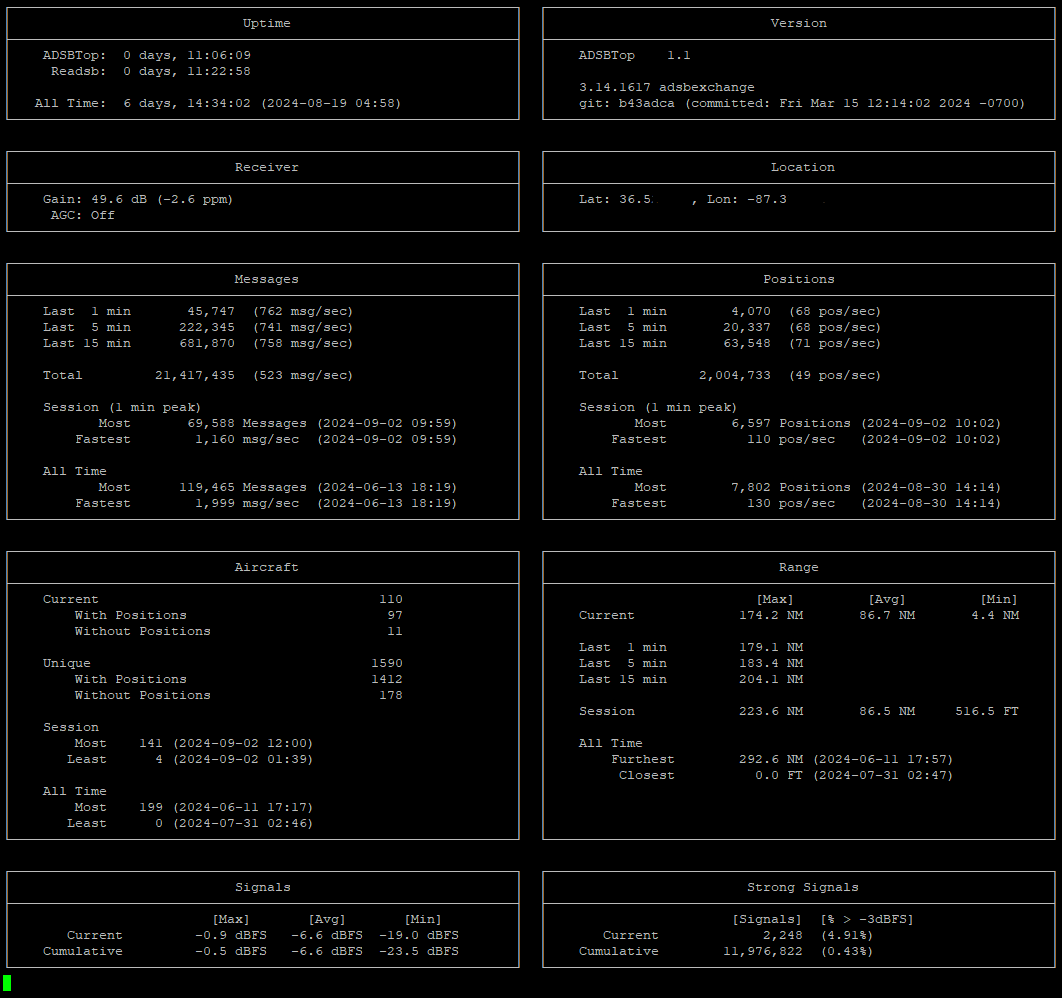 Uptime
ADSBTop: 0 days, 11:06:09
Readsb: 0 days, 11:22:58
All Time: 6 days, 14:34:02 (2024-08-19 04:58)
Version
ADSBTop 1.1
3.14.1617 adsbexchange
git: b43adca (committed: Fri Mar 15 12:14:02 2024 -0700)
Receiver
Gain: 49.6 dB (-2.6 ppm)
AGC: Off
Location
Lat: 36.5 , Lon: -87.3
Messages
Last 1 min 45,747 (762 msg/sec)
Last 5 min 222,345 (741 msg/sec)
Last 15 min 681,870 (758 msg/sec)
Total 21,417,435 (523 msg/sec)
Session (1 min peak)
Most 69,588 Messages (2024-09-02 09:59)
Fastest 1,160 msg/sec (2024-09-02 09:59)
All Time
Most 119,465 Messages (2024-06-13 18:19)
Fastest 1,999 msg/sec (2024-06-13 18:19)
Positions
Last 1 min 4,070 (68 pos/sec)
Last 5 min 20,337 (68 pos/sec)
Last 15 min 63,548 (71 pos/sec)
Total 2,004,733 (49 pos/sec)
Session (1 min peak)
Most 6,597 Positions (2024-09-02 10:02)
Fastest 110 pos/sec (2024-09-02 10:02)
All Time
Most 7,802 Positions (2024-08-30 14:14)
Fastest 130 pos/sec (2024-08-30 14:14)
Aircraft
Current 110
With Positions 97
Without Positions 11
Unique 1590
With Positions 1412
Without Positions 178
Session
Most 141 (2024-09-02 12:00)
Least 4 (2024-09-02 01:39)
All Time
Most 199 (2024-06-11 17:17)
Least 0 (2024-07-31 02:46)
Range
[Max] [Avg] [Min]
Current 174.2 NM 86.7 NM 4.4 NM
Last 1 min 179.1 NM
Last 5 min 183.4 NM
Last 15 min 204.1 NM
Session 223.6 NM 86.5 NM 516.5 FT
All Time
Furthest 292.6 NM (2024-06-11 17:57)
Closest 0.0 FT (2024-07-31 02:47)
Signals
[Max] [Avg] [Min]
Current -0.9 dBFS -6.6 dBFS -19.0 dBFS
Cumulative -0.5 dBFS -6.6 dBFS -23.5 dBFS
Strong Signals
[Signals] [% > -3dBFS]
Current 2,248 (4.91%)
Cumulative 11,976,822 (0.43%)